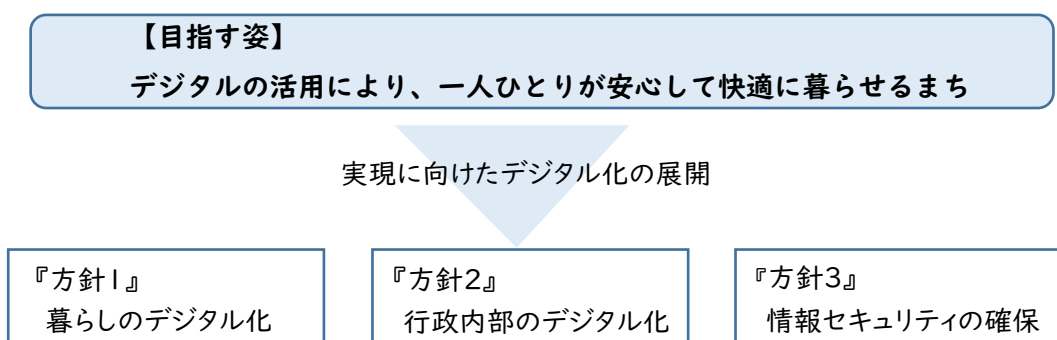 【目指す姿】
デジタルの活用により、一人ひとりが安心して快適に暮らせるまち
実現に向けたデジタル化の展開
『方針1』
暮らしのデジタル化
『方針2』
行政内部のデジタル化
『方針3』
情報セキュリティの確保